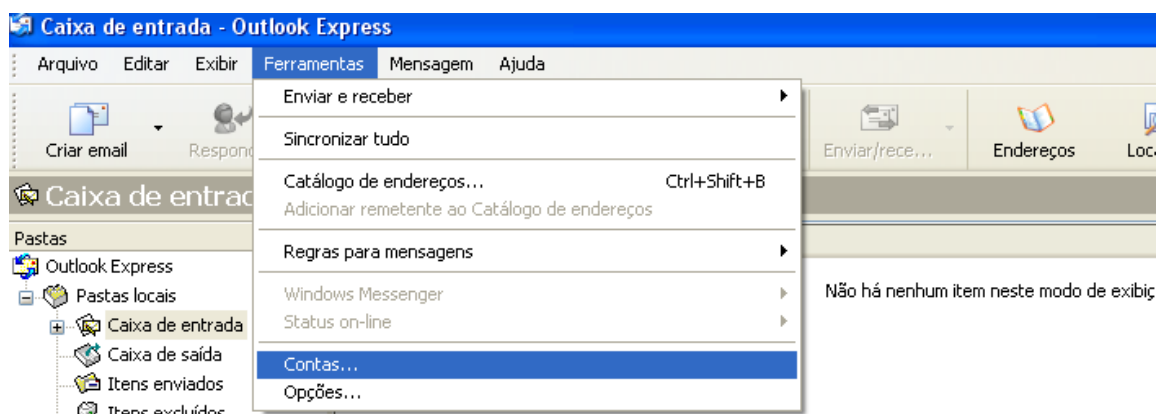 Caixa de entrada - Outlook Express
Arquivo Editar Exibir Ferramentas Mensagem Ajuda
Enviar e receber
Sincronizar tudo
Catálogo de endereços... Ctrl+Shift+B
Adicionar remetente ao Catálogo de endereços
Regras para mensagens
Windows Messenger
Status on-line
Contas...
Opções...
Criar email Respond Enviar/rece... Endereços Loca
Caixa de entrad
Pastas
Outlook Express
Pastas locais
Caixa de entrada
Caixa de saída
Itens enviados
Itens excluídos
Não há nenhum item neste modo de exibiç